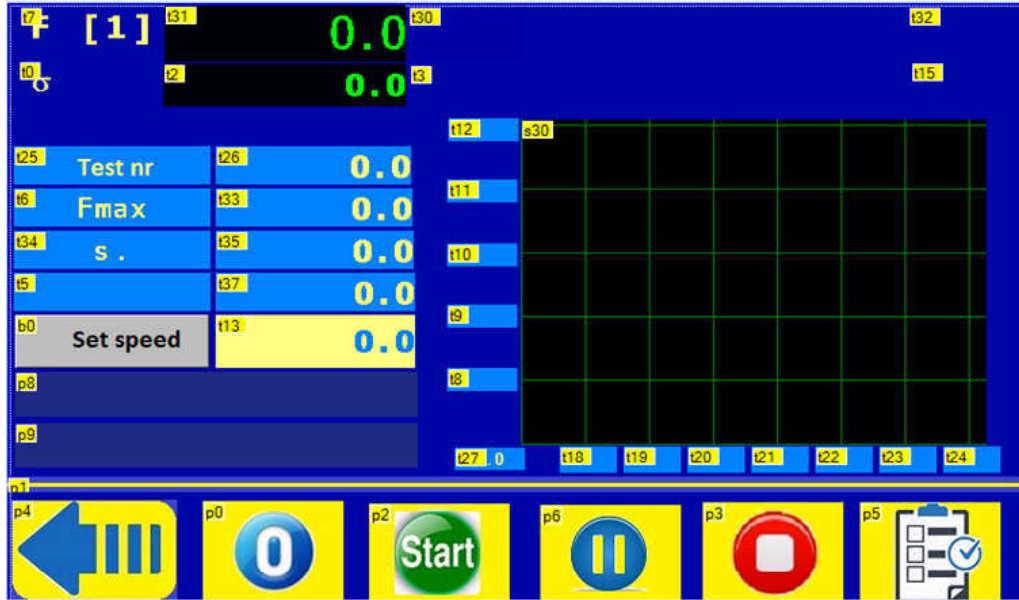 t7 F [1] t31 0.0 t30 t32
t0 σ t2 0.0 t3 t15
t12 s30
t25 Test nr t26 0.0
t11
t6 Fmax t33 0.0
t34 s. t35 0.0 t10
t5 t37 0.0
t9
b0 Set speed t13 0.0
p8 t8
p9
t27 .0 t18 t19 t20 t21 t22 t23 t24
p1
p4 p0 0 p2 Start p6 p3 p5